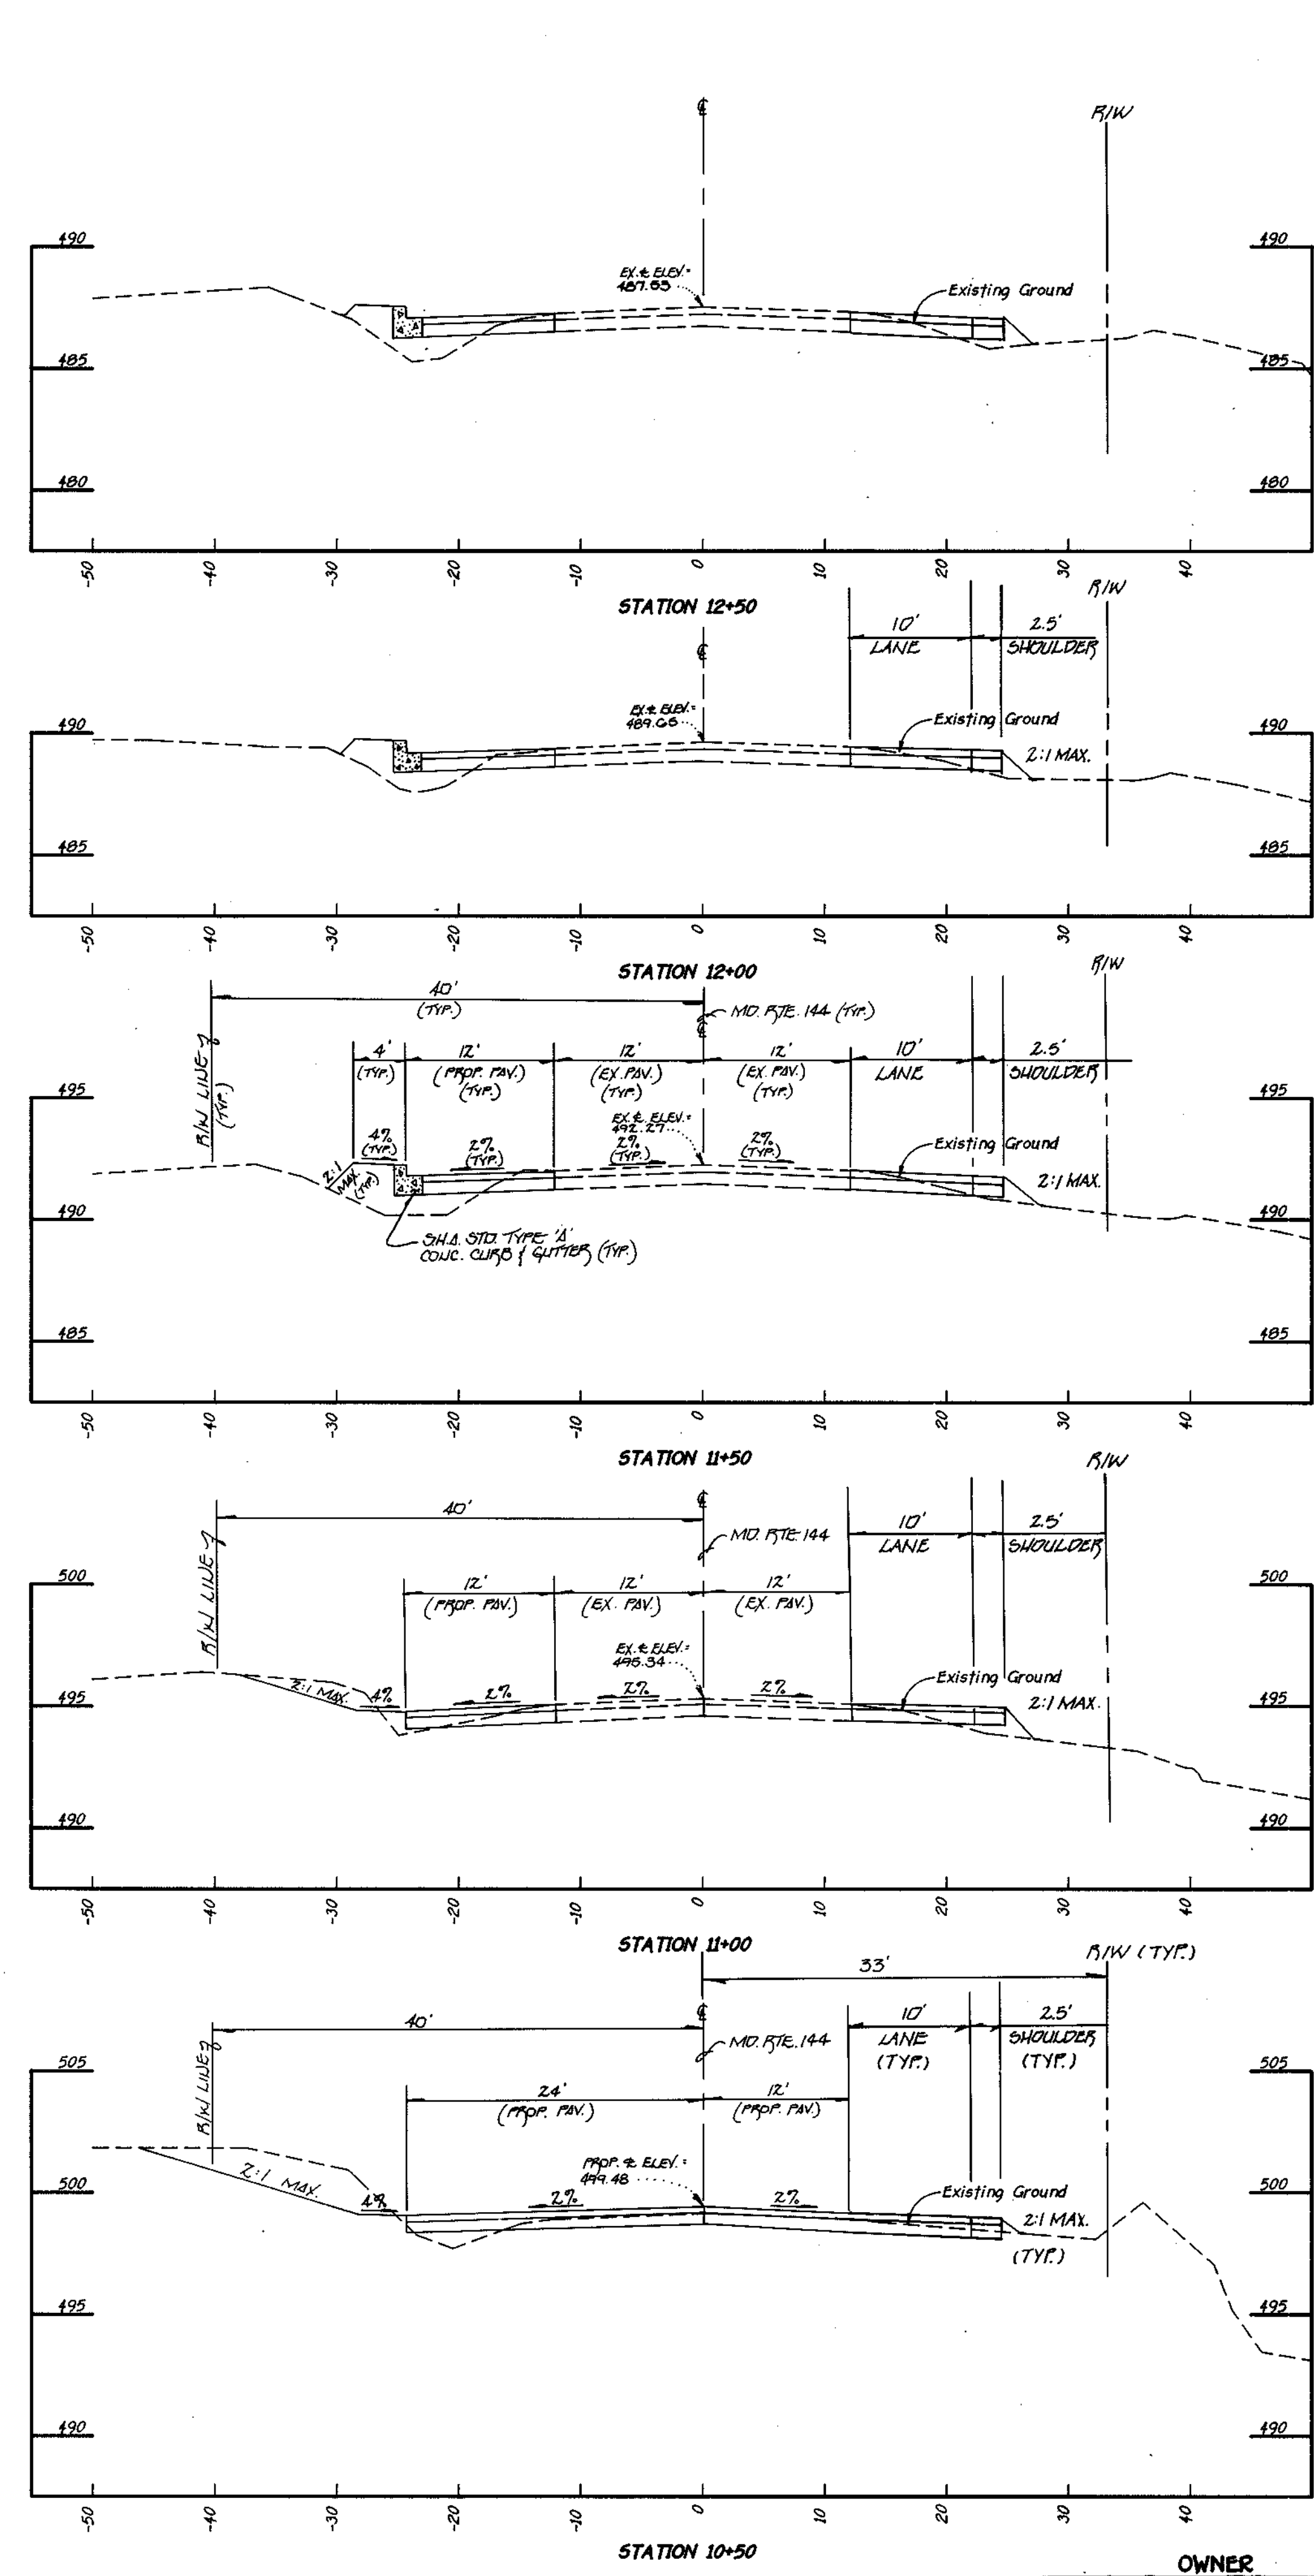 ℄
R/W
490
490
EX. ℄ ELEV.=
487.53
Existing Ground
485
485
480
480
-50
-40
-30
-20
-10
0
10
20
30
40
STATION 12+50
R/W
10'
LANE
2.5'
SHOULDER
℄
EX. ℄ ELEV.=
Existing Ground
490
490
2:1 MAX.
485
485
-50
-40
-30
-20
-10
0
10
20
30
40
STATION 12+00
R/W
40'
(TYP.)
MD. RTE. 144 (TYP.)
℄
R/W LINE
(TYP.)
4'
(TYP.)
12'
(PROP. PAV.)
(TYP.)
12'
(EX. PAV.)
(TYP.)
12'
(EX. PAV.)
(TYP.)
10'
LANE
2.5'
SHOULDER
495
495
EX. ℄ ELEV.=
492.27
4%
(TYP.)
2%
(TYP.)
2%
(TYP.)
2%
(TYP.)
Existing Ground
2:1
MAX.
(TYP.)
2:1 MAX.
490
490
S.H.A. STD. TYPE 'A'
CONC. CURB & GUTTER (TYP.)
485
485
-50
-40
-30
-20
-10
0
10
20
30
40
STATION 11+50
R/W
40'
℄
MD. RTE. 144
10'
LANE
2.5'
SHOULDER
R/W LINE
500
500
12'
(PROP. PAV.)
12'
(EX. PAV.)
12'
(EX. PAV.)
EX. ℄ ELEV.=
495.34
2:1 MAX.
4%
2%
2%
2%
Existing Ground
2:1 MAX.
495
495
490
490
-50
-40
-30
-20
-10
0
10
20
30
40
STATION 11+00
R/W (TYP.)
33'
40'
℄
MD. RTE. 144
10'
LANE
(TYP.)
2.5'
SHOULDER
(TYP.)
R/W LINE
505
505
24'
(PROP. PAV.)
12'
(PROP. PAV.)
PROP. ℄ ELEV.=
499.48
2:1 MAX.
4%
2%
2%
Existing Ground
2:1 MAX.
(TYP.)
500
500
495
495
490
490
-50
-40
-30
-20
-10
0
10
20
30
40
STATION 10+50
OWNER